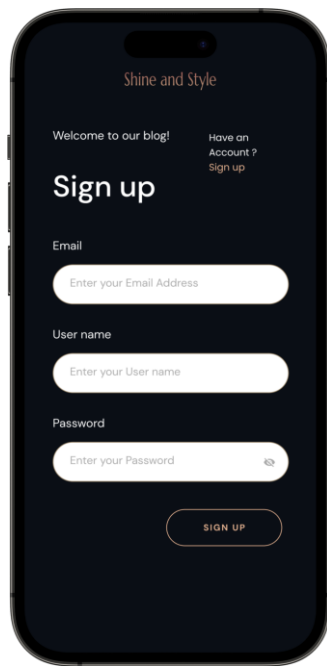 Shine and Style
Welcome to our blog!
Have an
Account ?
Sign up
Sign up
Email
Enter your Email Address
User name
Enter your User name
Password
Enter your Password
SIGN UP